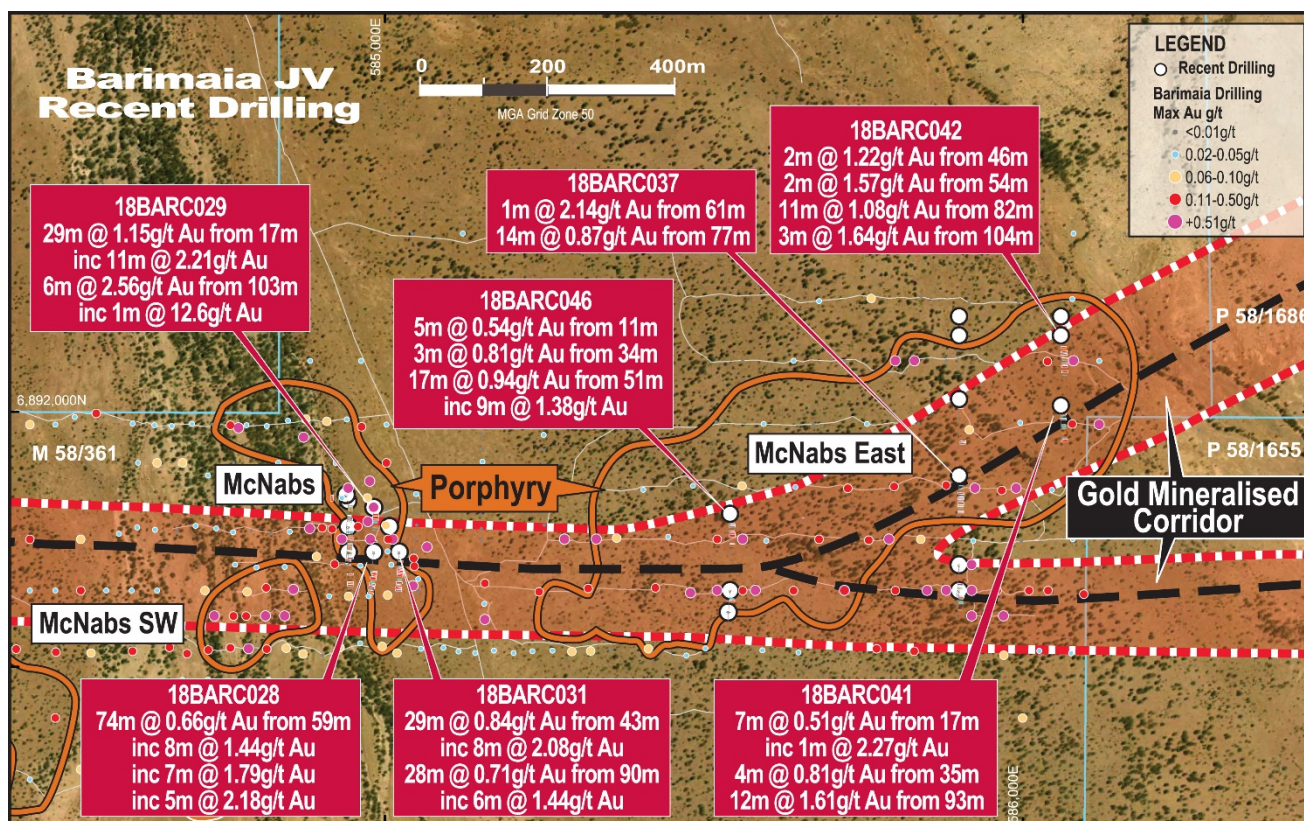 Barimaia JV
Recent Drilling
585,000E
0 200 400m
MGA Grid Zone 50
LEGEND
Recent Drilling
Barimaia Drilling
Max Au g/t
<0.01g/t
0.02-0.05g/t
0.06-0.10g/t
0.11-0.50g/t
+0.51g/t
18BARC042
2m @ 1.22g/t Au from 46m
2m @ 1.57g/t Au from 54m
11m @ 1.08g/t Au from 82m
3m @ 1.64g/t Au from 104m
18BARC037
1m @ 2.14g/t Au from 61m
14m @ 0.87g/t Au from 77m
18BARC029
29m @ 1.15g/t Au from 17m
inc 11m @ 2.21g/t Au
6m @ 2.56g/t Au from 103m
inc 1m @ 12.6g/t Au
18BARC046
5m @ 0.54g/t Au from 11m
3m @ 0.81g/t Au from 34m
17m @ 0.94g/t Au from 51m
inc 9m @ 1.38g/t Au
P 58/1686
6,892,000N
M 58/361
McNabs
Porphyry
McNabs East
P 58/1655
Gold Mineralised
Corridor
McNabs SW
18BARC028
74m @ 0.66g/t Au from 59m
inc 8m @ 1.44g/t Au
inc 7m @ 1.79g/t Au
inc 5m @ 2.18g/t Au
18BARC031
29m @ 0.84g/t Au from 43m
inc 8m @ 2.08g/t Au
28m @ 0.71g/t Au from 90m
inc 6m @ 1.44g/t Au
18BARC041
7m @ 0.51g/t Au from 17m
inc 1m @ 2.27g/t Au
4m @ 0.81g/t Au from 35m
12m @ 1.61g/t Au from 93m
586,000E